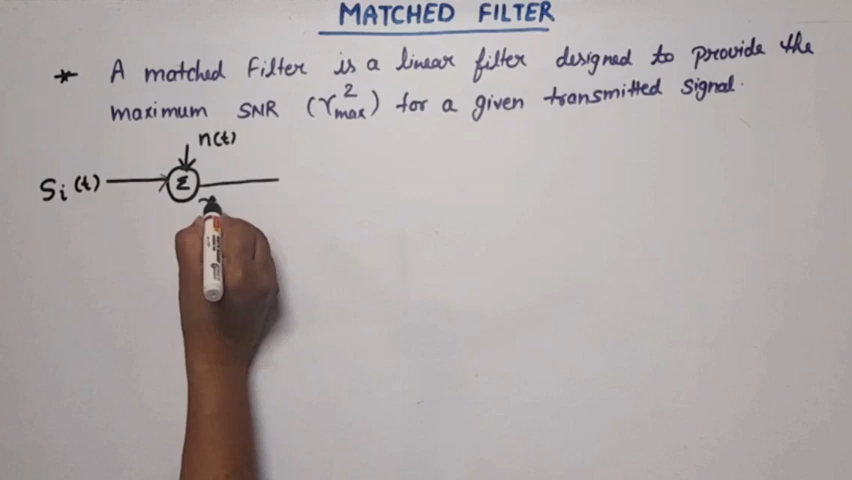 MATCHED FILTER
* A matched Filter is a linear filter designed to provide the
maximum SNR (γ²max) for a given transmitted signal.
n(t)
Si(t) Σ